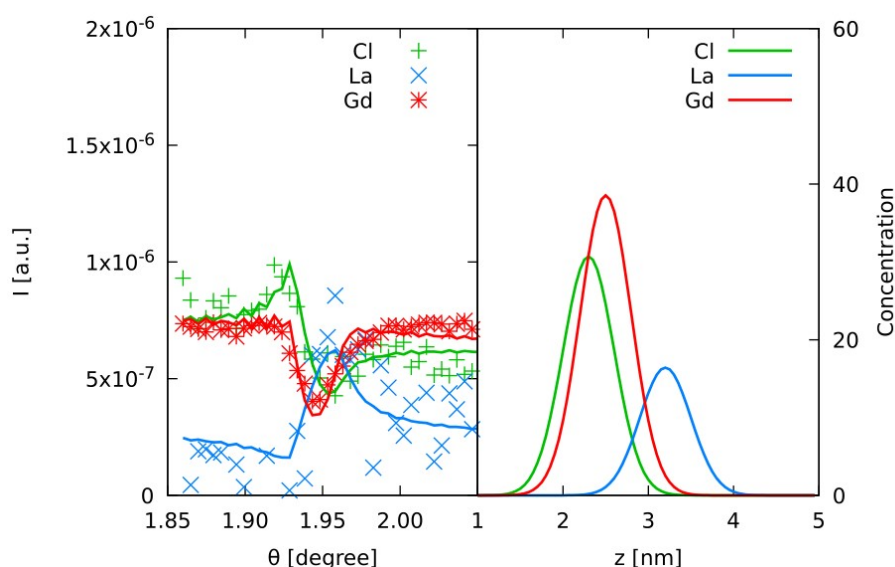 2x10⁻⁶
1.5x10⁻⁶
1x10⁻⁶
5x10⁻⁷
0
I [a.u.]
Cl
La
Gd
1.85
1.90
1.95
2.00
θ [degree]
Cl
La
Gd
60
40
20
0
Concentration
1
2
3
4
5
z [nm]